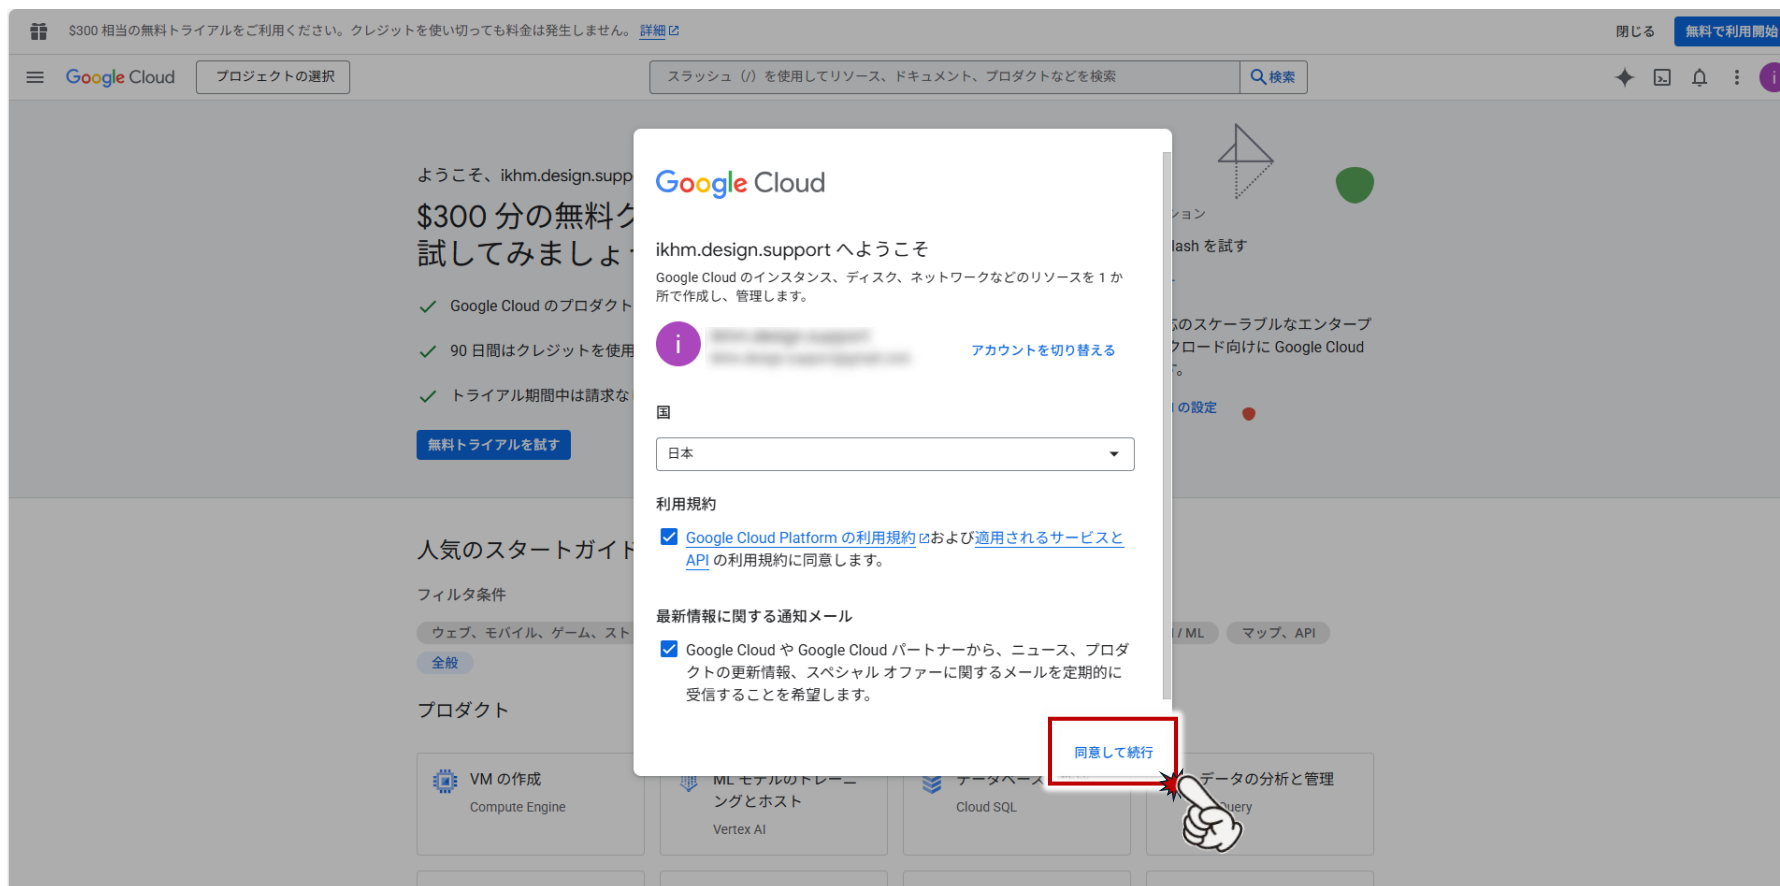 $300 相当の無料トライアルをご利用ください。クレジットを使い切っても料金は発生しません。 詳細
閉じる
無料で利用開始
Google Cloud
プロジェクトの選択
スラッシュ（/）を使用してリソース、ドキュメント、プロダクトなどを検索
検索
i
ようこそ、ikhm.design.supp
$300 分の無料ク
試してみましょ
Google Cloud のプロダクト
90 日間はクレジットを使用
トライアル期間中は請求な
無料トライアルを試す
Google Cloud
ikhm.design.support へようこそ
Google Cloud のインスタンス、ディスク、ネットワークなどのリソースを 1 か
所で作成し、管理します。
i
アカウントを切り替える
国
日本
利用規約
Google Cloud Platform の利用規約および適用されるサービスと
API の利用規約に同意します。
最新情報に関する通知メール
Google Cloud や Google Cloud パートナーから、ニュース、プロダ
クトの更新情報、スペシャル オファーに関するメールを定期的に
受信することを希望します。
同意して続行
ション
lash を試す
のスケーラブルなエンタープ
クロード向けに Google Cloud
。
の設定
人気のスタートガイド
フィルタ条件
ウェブ、モバイル、ゲーム、スト
/ ML
マップ、API
全般
プロダクト
VM の作成
Compute Engine
ML モデルのトレーニ
ングとホスト
Vertex AI
データベース
Cloud SQL
データの分析と管理
Query